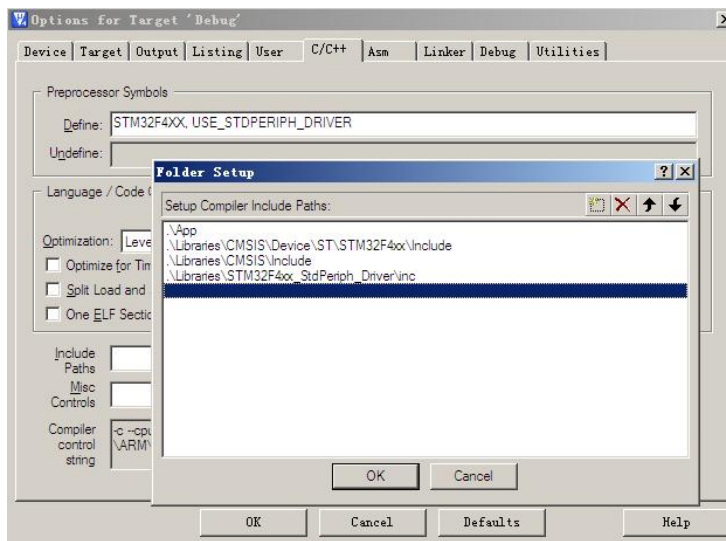 Options for Target 'Debug'
Device Target Output Listing User C/C++ Asm Linker Debug Utilities
Preprocessor Symbols
Define: STM32F4XX, USE_STDPERIPH_DRIVER
Undefine:
Folder Setup
Language / Code
Setup Compiler Include Paths:
.\App
.\Libraries\CMSIS\Device\ST\STM32F4xx\Include
.\Libraries\CMSIS\Include
.\Libraries\STM32F4xx_StdPeriph_Driver\inc
Optimization: Leve
Optimize for Tim
Split Load and
One ELF Sectio
Include
Paths
Misc
Controls
Compiler
control
string
-c --cpu
\ARM\
OK Cancel
OK Cancel Defaults Help